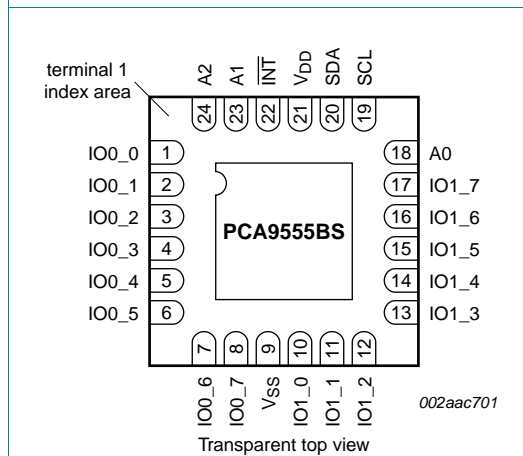 terminal 1
index area
A2
A1
INT
VDD
SDA
SCL
24
23
22
21
20
19
IO0_0 1
IO0_1 2
IO0_2 3
IO0_3 4
IO0_4 5
IO0_5 6
PCA9555BS
18 A0
17 IO1_7
16 IO1_6
15 IO1_5
14 IO1_4
13 IO1_3
7
8
9
10
11
12
IO0_6
IO0_7
VSS
IO1_0
IO1_1
IO1_2
002aac701
Transparent top view